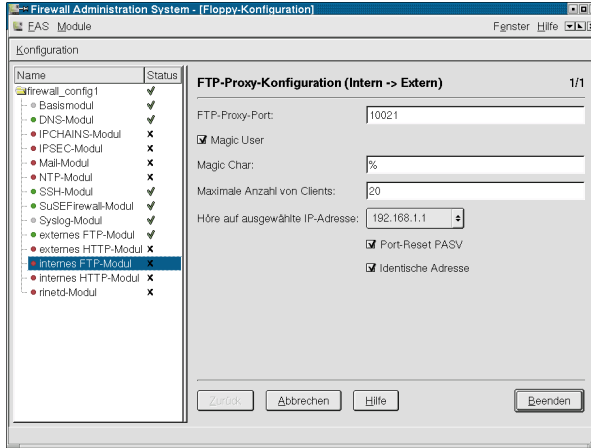 Firewall Administration System - [Floppy-Konfiguration]
FAS Module Fenster Hilfe
Konfiguration
Name Status
firewall_config1
Basismodul
DNS-Modul
IPCHAINS-Modul
IPSEC-Modul
Mail-Modul
NTP-Modul
SSH-Modul
SuSEFirewall-Modul
Syslog-Modul
externes FTP-Modul
externes HTTP-Modul
internes FTP-Modul
internes HTTP-Modul
rinetd-Modul
FTP-Proxy-Konfiguration (Intern -> Extern) 1/1
FTP-Proxy-Port: 10021
Magic User
Magic Char: %
Maximale Anzahl von Clients: 20
Höre auf ausgewählte IP-Adresse: 192.168.1.1
Port-Reset PASV
Identische Adresse
Zurück Abbrechen Hilfe Beenden